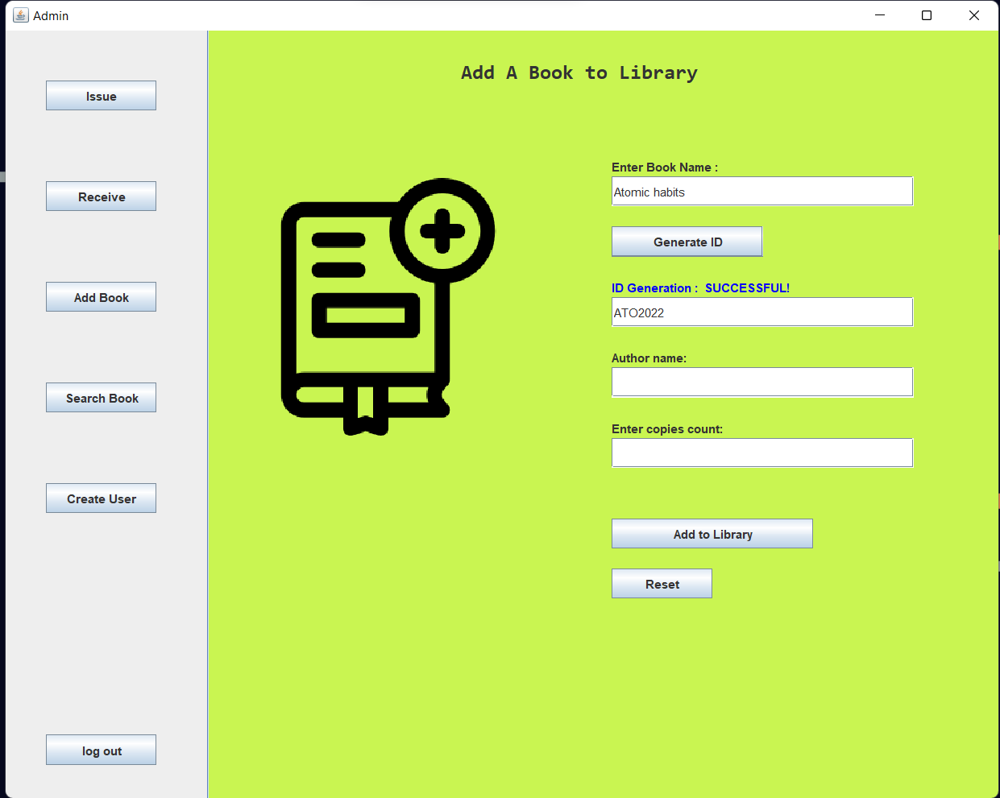 Admin
Issue
Receive
Add Book
Search Book
Create User
log out
Add A Book to Library
Enter Book Name :
Atomic habits
Generate ID
ID Generation :  SUCCESSFUL!
ATO2022
Author name:
Enter copies count:
Add to Library
Reset